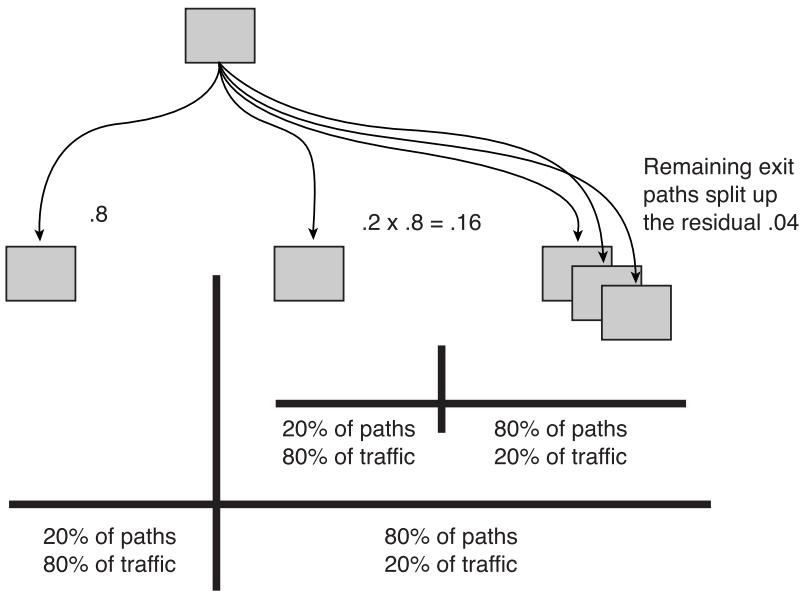 Remaining exit
paths split up
the residual .04
.8
.2 x .8 = .16
20% of paths
80% of traffic
80% of paths
20% of traffic
20% of paths
80% of traffic
80% of paths
20% of traffic